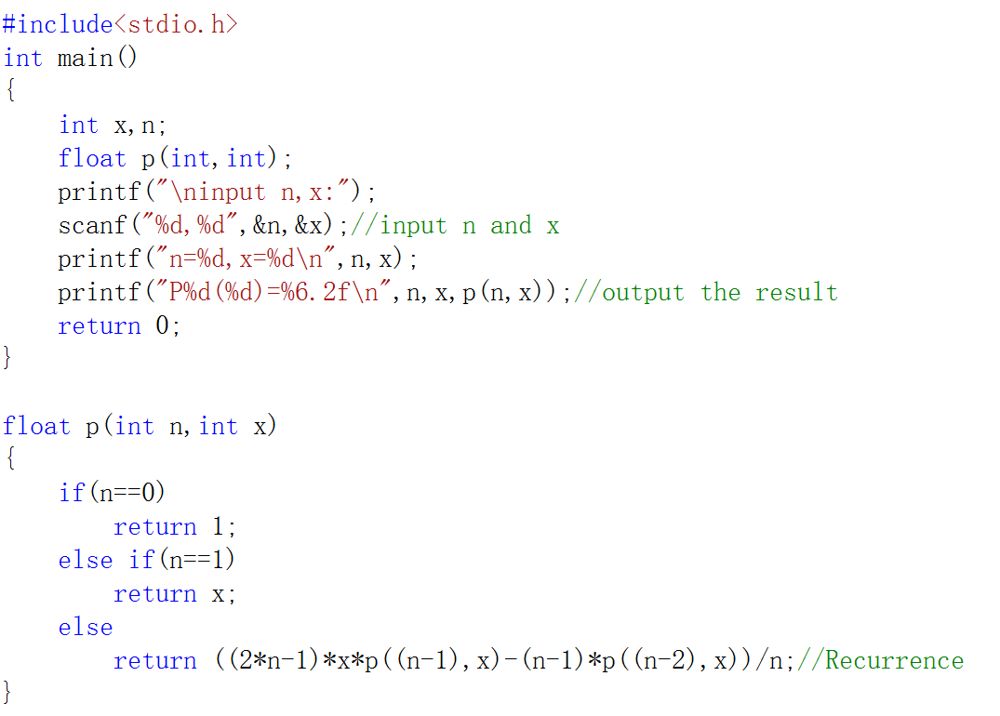 #include<stdio.h>
int main()
{
    int x,n;
    float p(int,int);
    printf("\ninput n,x:");
    scanf("%d,%d",&n,&x);//input n and x
    printf("n=%d,x=%d\n",n,x);
    printf("P%d(%d)=%6.2f\n",n,x,p(n,x));//output the result
    return 0;
}

float p(int n,int x)
{
    if(n==0)
        return 1;
    else if(n==1)
        return x;
    else
        return ((2*n-1)*x*p((n-1),x)-(n-1)*p((n-2),x))/n;//Recurrence
}